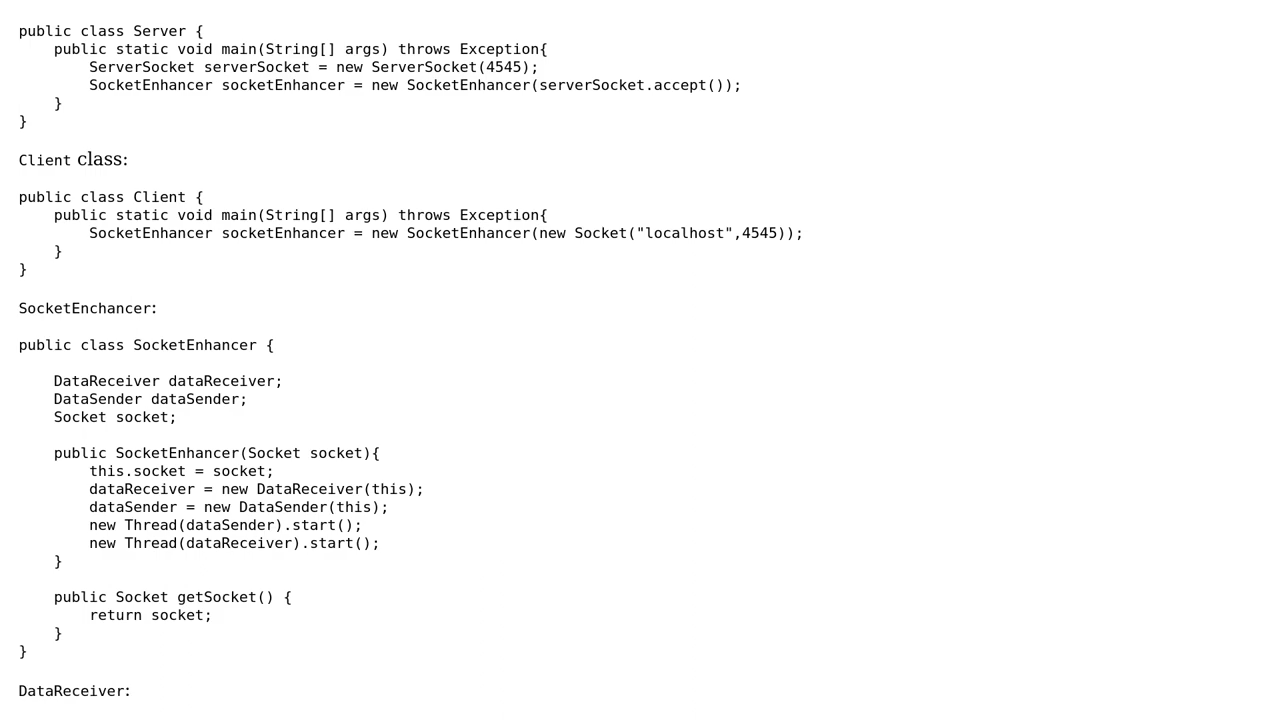 public class Server {
    public static void main(String[] args) throws Exception{
        ServerSocket serverSocket = new ServerSocket(4545);
        SocketEnhancer socketEnhancer = new SocketEnhancer(serverSocket.accept());
    }
}
Client class:
public class Client {
    public static void main(String[] args) throws Exception{
        SocketEnhancer socketEnhancer = new SocketEnhancer(new Socket("localhost",4545));
    }
}
SocketEnchancer:
public class SocketEnhancer {
    DataReceiver dataReceiver;
    DataSender dataSender;
    Socket socket;
    public SocketEnhancer(Socket socket){
        this.socket = socket;
        dataReceiver = new DataReceiver(this);
        dataSender = new DataSender(this);
        new Thread(dataSender).start();
        new Thread(dataReceiver).start();
    }
    public Socket getSocket() {
        return socket;
    }
}
DataReceiver: